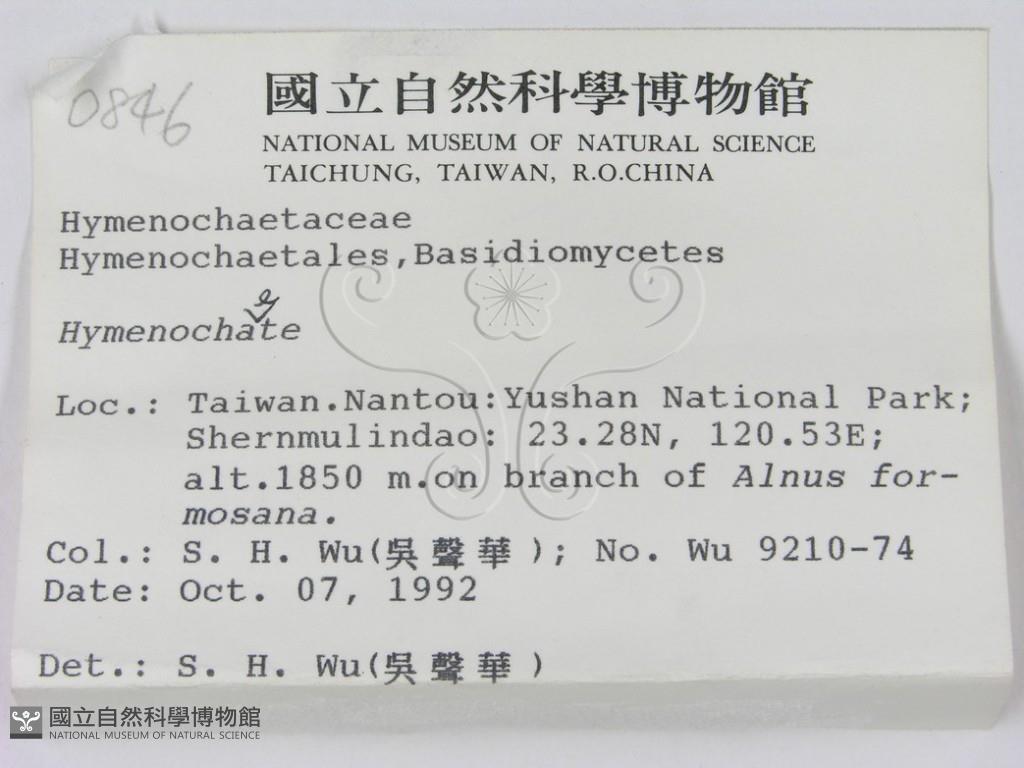 0846
國立自然科學博物館
NATIONAL MUSEUM OF NATURAL SCIENCE
TAICHUNG, TAIWAN, R.O.CHINA
Hymenochaetaceae
Hymenochaetales,Basidiomycetes
e
Hymenochate
Loc.: Taiwan.Nantou:Yushan National Park;
Shernmulindao: 23.28N, 120.53E;
alt.1850 m.on branch of Alnus for-
mosana.
Col.: S. H. Wu(吳聲華); No. Wu 9210-74
Date: Oct. 07, 1992
Det.: S. H. Wu(吳聲華)
國立自然科學博物館
NATIONAL MUSEUM OF NATURAL SCIENCE